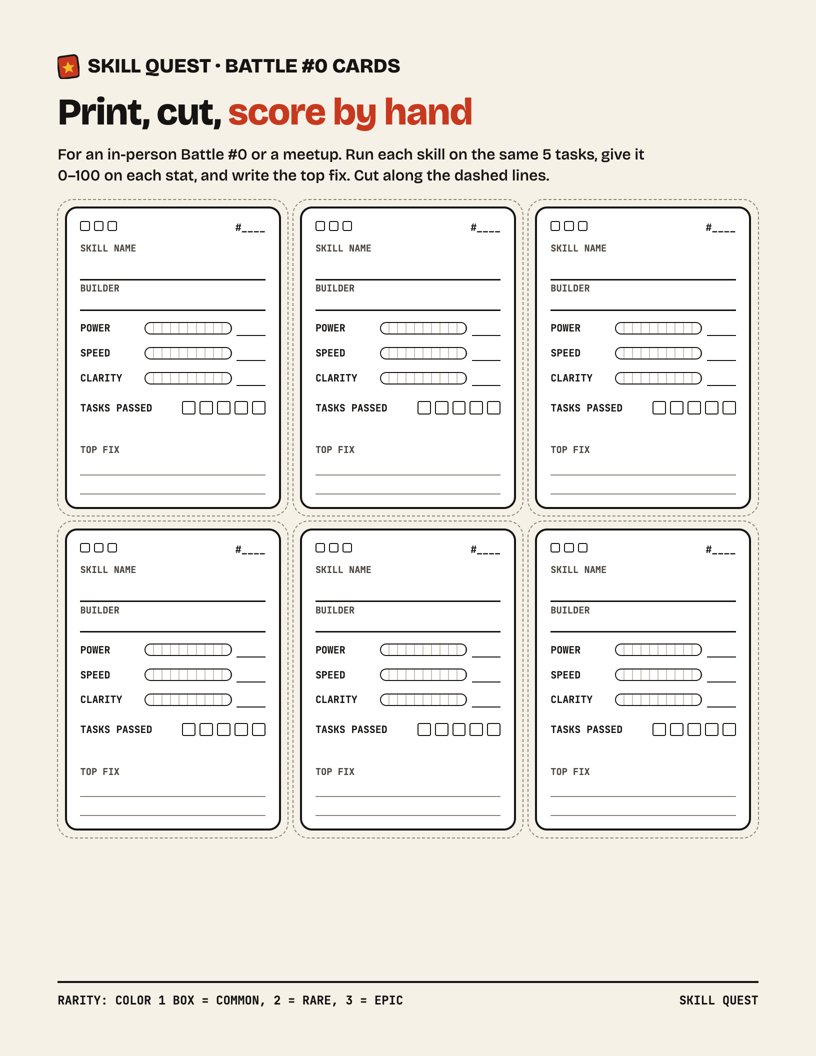 SKILL QUEST · BATTLE #0 CARDS
Print, cut, score by hand
For an in-person Battle #0 or a meetup. Run each skill on the same 5 tasks, give it
0–100 on each stat, and write the top fix. Cut along the dashed lines.
#____
SKILL NAME
BUILDER
POWER
SPEED
CLARITY
TASKS PASSED
TOP FIX
#____
SKILL NAME
BUILDER
POWER
SPEED
CLARITY
TASKS PASSED
TOP FIX
#____
SKILL NAME
BUILDER
POWER
SPEED
CLARITY
TASKS PASSED
TOP FIX
#____
SKILL NAME
BUILDER
POWER
SPEED
CLARITY
TASKS PASSED
TOP FIX
#____
SKILL NAME
BUILDER
POWER
SPEED
CLARITY
TASKS PASSED
TOP FIX
#____
SKILL NAME
BUILDER
POWER
SPEED
CLARITY
TASKS PASSED
TOP FIX
RARITY: COLOR 1 BOX = COMMON, 2 = RARE, 3 = EPIC
SKILL QUEST